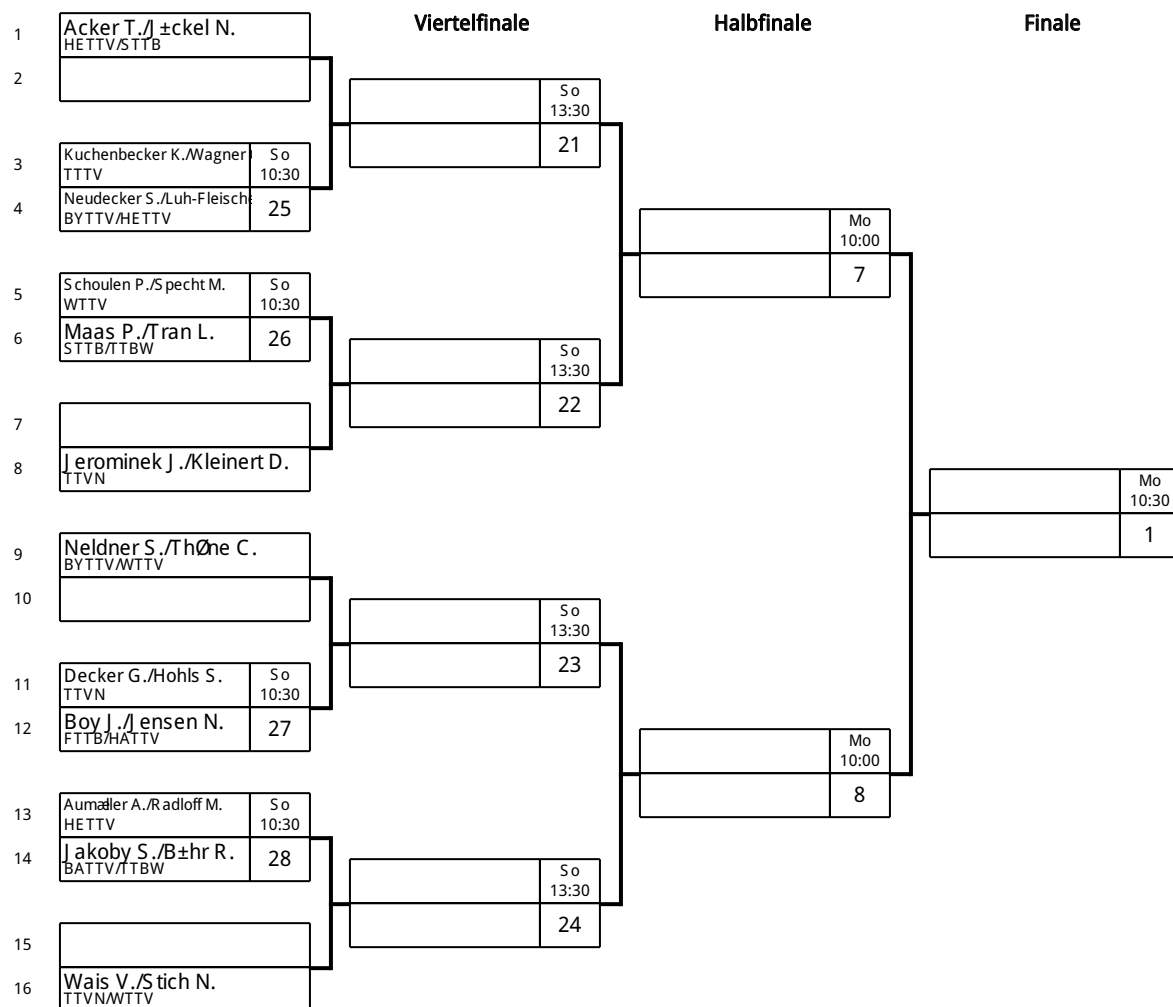 Viertelfinale Halbfinale Finale
1 Acker T./J±ckel N.
HETTV/STTB
2
So
13:30
21
3 Kuchenbecker K./Wagner So
TTTV 10:30
4 Neudecker S./Luh-Fleische 25
BYTTV/HETTV
Mo
10:00
7
5 Schoulen P./Specht M. So
WTTV 10:30
6 Maas P./Tran L. 26
STTB/TTBW
So
13:30
22
7
8 Jerominek J./Kleinert D.
TTVN
Mo
10:30
1
9 Neldner S./ThØne C.
BYTTV/WTTV
10
So
13:30
23
11 Decker G./Hohls S. So
TTVN 10:30
12 Boy J./Jensen N. 27
FTTB/HATTV
Mo
10:00
8
13 Aumæller A./Radloff M. So
HETTV 10:30
14 Jakoby S./B±hr R. 28
BATTV/TTBW
So
13:30
24
15
16 Wais V./Stich N.
TTVN/WTTV